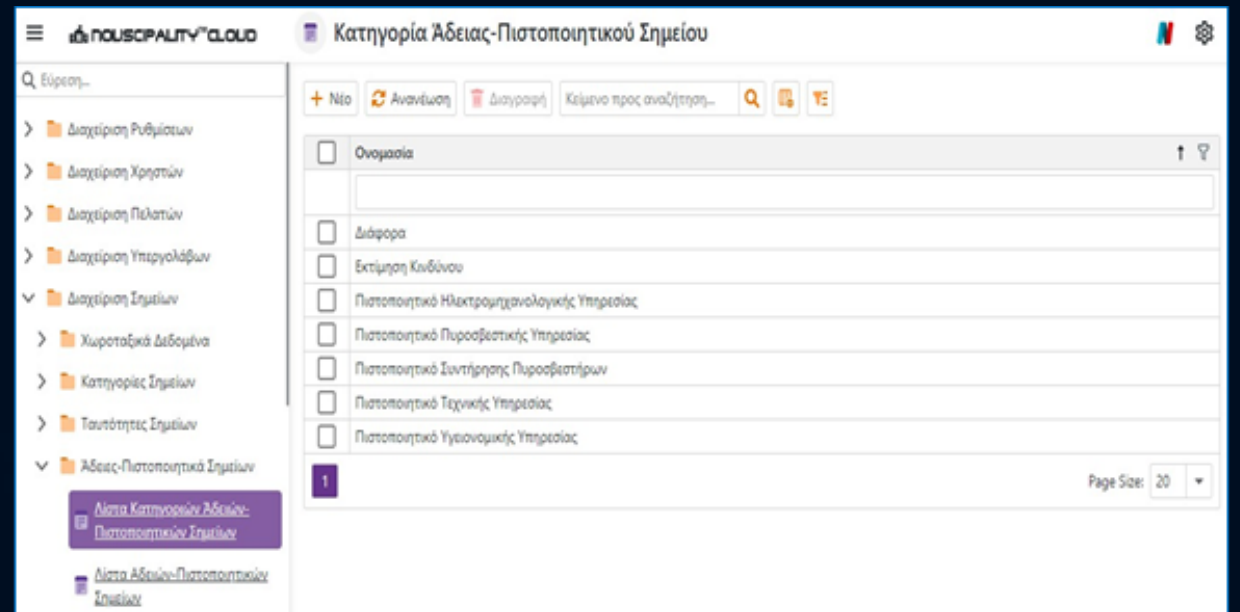 NOUSCIPALITY™CLOUD
Κατηγορία Άδειας-Πιστοποιητικού Σημείου
Εύρεση...
Διαχείριση Ρυθμίσεων
Διαχείριση Χρηστών
Διαχείριση Πελατών
Διαχείριση Υπεργολάβων
Διαχείριση Σημείων
Χωροταξικά Δεδομένα
Κατηγορίες Σημείων
Ταυτότητες Σημείων
Άδειες-Πιστοποιητικά Σημείων
Λίστα Κατηγοριών Άδειών-
Πιστοποιητικών Σημείων
Λίστα Αδειών-Πιστοποιητικών
Σημείων
Νέο Ανανέωση Διαγραφή Κείμενο προς αναζήτηση...
Ονομασία
Διάφορα
Εκτίμηση Κινδύνου
Πιστοποιητικό Ηλεκτρομηχανολογικής Υπηρεσίας
Πιστοποιητικό Πυροσβεστικής Υπηρεσίας
Πιστοποιητικό Συντήρησης Πυροσβεστήρων
Πιστοποιητικό Τεχνικής Υπηρεσίας
Πιστοποιητικό Υγειονομικής Υπηρεσίας
1 Page Size: 20